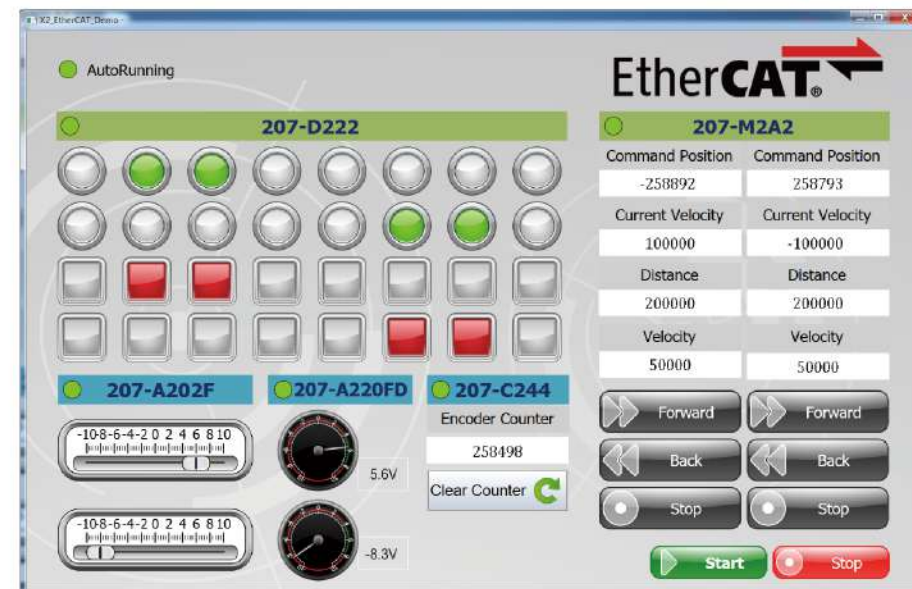 X2_EtherCAT_Demo
AutoRunning
EtherCAT®
207-D222
207-M2A2
Command Position Command Position
-258892 258793
Current Velocity Current Velocity
100000 -100000
Distance Distance
200000 200000
Velocity Velocity
50000 50000
207-A202F
207-A220FD
207-C244
-10-8-6-4-2 0 2 4 6 8 10
5.6V
Encoder Counter
258498
Clear Counter
-10-8-6-4-2 0 2 4 6 8 10
-8.3V
Forward Forward
Back Back
Stop Stop
Start Stop